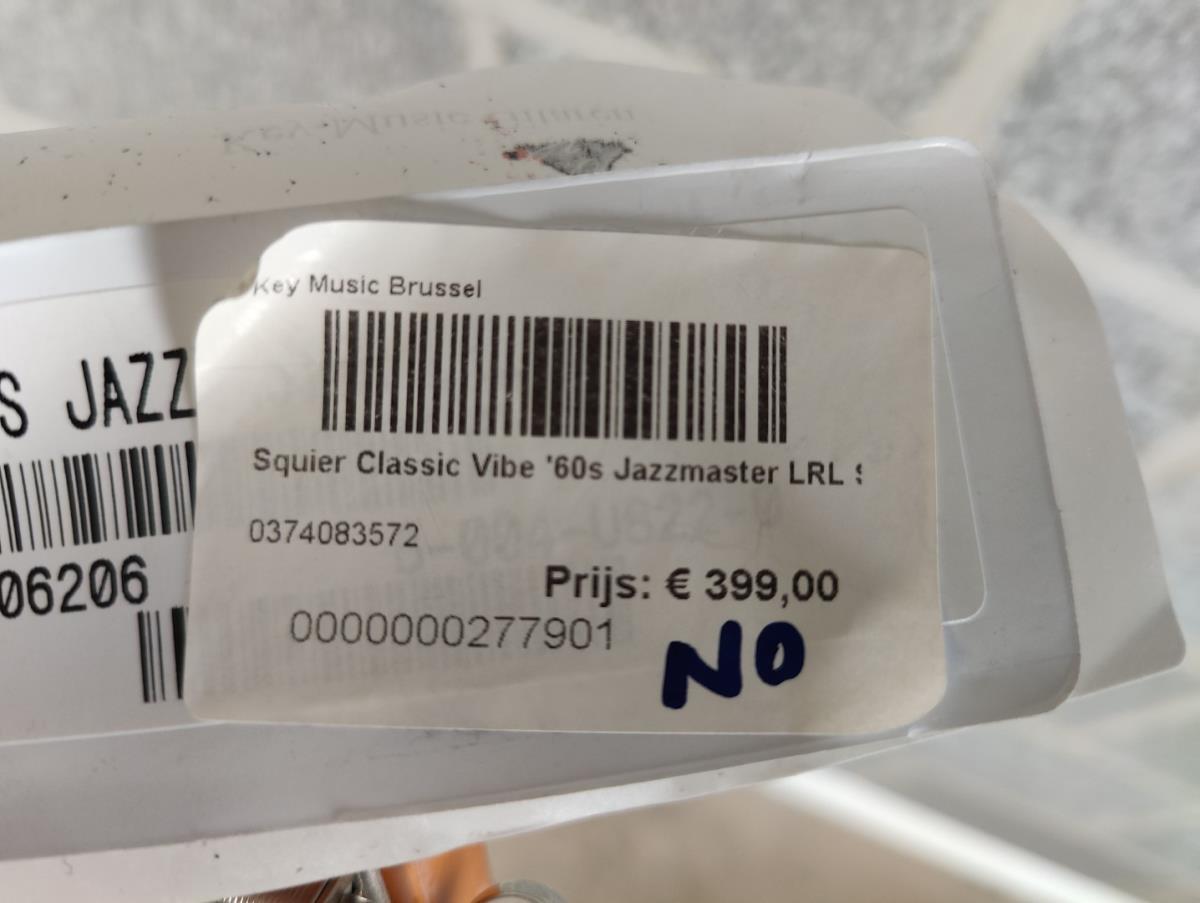 Key Music Brussel
S JAZZ
Squier Classic Vibe '60s Jazzmaster LRL
0374083572
06206
Prijs: € 399,00
0000000277901
NO